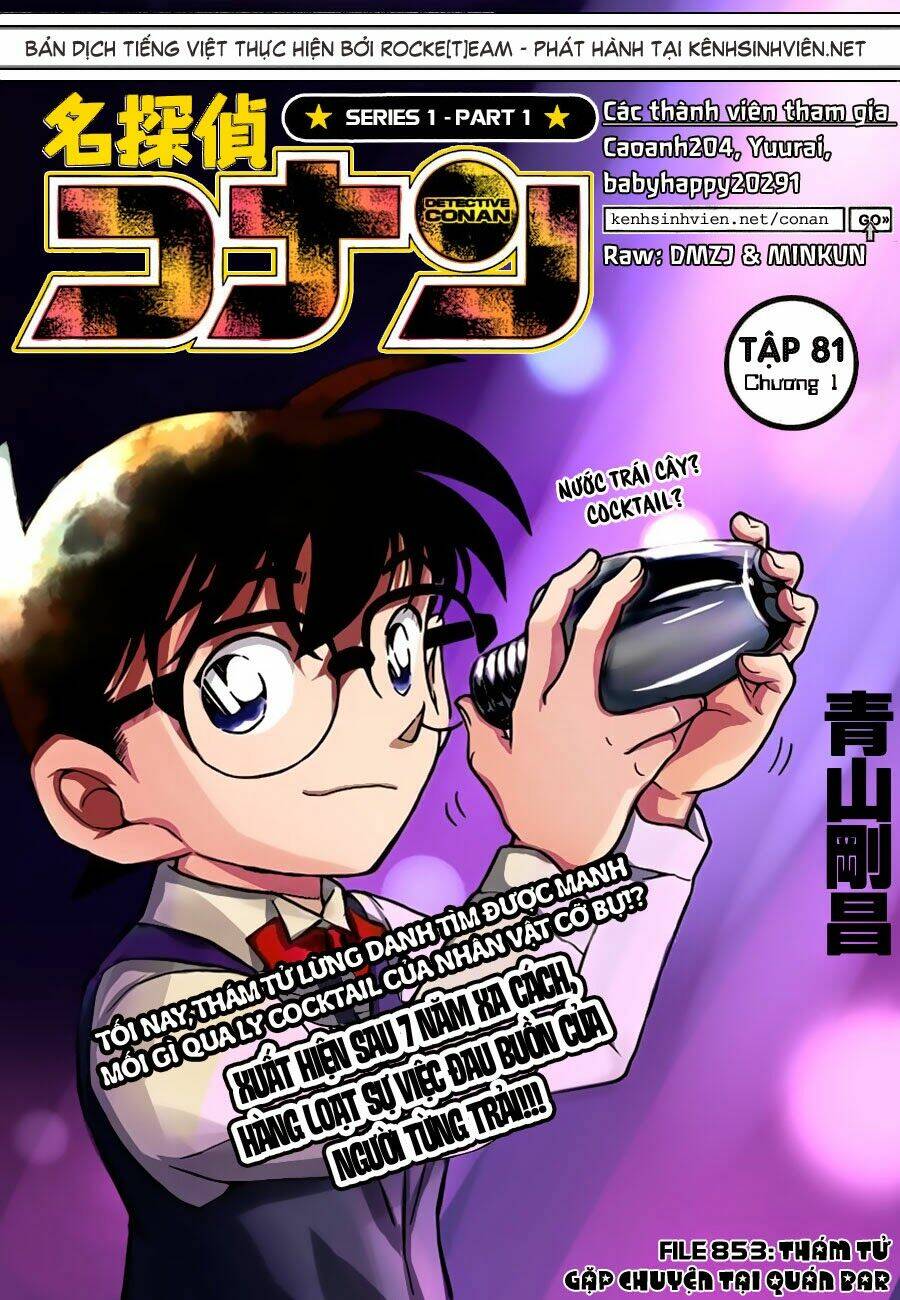 BẢN DỊCH TIẾNG VIỆT THỰC HIỆN BỞI ROCKE[T]EAM - PHÁT HÀNH TẠI KÊNHSINHVIÊN.NET
名探偵
コナン
DETECTIVE
CONAN
★ SERIES 1 - PART 1 ★
Các thành viên tham gia
Caoanh204, Yuurai,
babyhappy20291
kenhsinhvien.net/conan GO»
Raw: DMZJ & MINKUN
TẬP 81
Chương 1
NƯỚC TRÁI CÂY?
COCKTAIL?
青山剛昌
TỐI NAY, THÁM TỬ LỪNG DANH TÌM ĐƯỢC MANH
MỐI GÌ QUA LY COCKTAIL CỦA NHÂN VẬT CỠ BỰ!?
XUẤT HIỆN SAU 7 NĂM XA CÁCH,
HÀNG LOẠT SỰ VIỆC ĐAU BUỒN CỦA
NGƯỜI TỪNG TRẢI!!!
FILE 853: THÁM TỬ
GẶP CHUYỆN TẠI QUÁN BAR